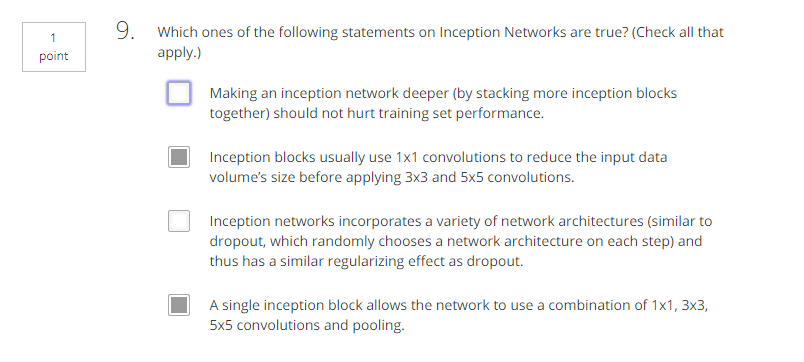 1
point
9.
Which ones of the following statements on Inception Networks are true? (Check all that
apply.)
Making an inception network deeper (by stacking more inception blocks
together) should not hurt training set performance.
Inception blocks usually use 1x1 convolutions to reduce the input data
volume's size before applying 3x3 and 5x5 convolutions.
Inception networks incorporates a variety of network architectures (similar to
dropout, which randomly chooses a network architecture on each step) and
thus has a similar regularizing effect as dropout.
A single inception block allows the network to use a combination of 1x1, 3x3,
5x5 convolutions and pooling.